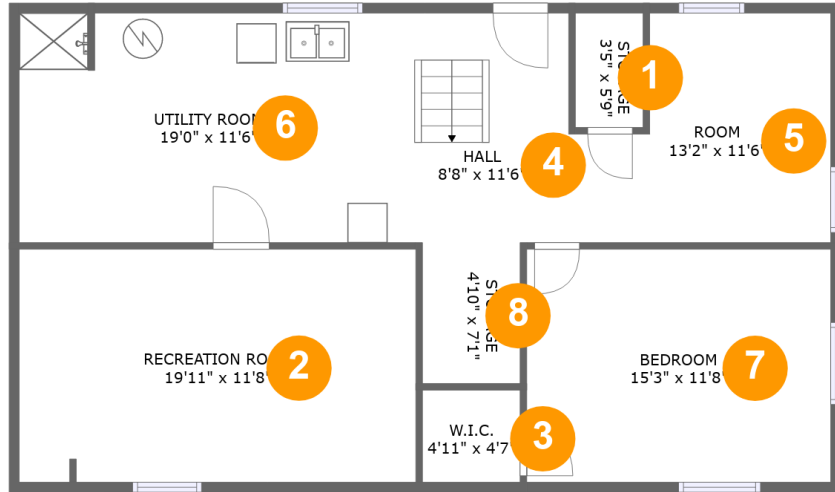 STORAGE
3'5" x 5'9"
1
UTILITY ROOM
19'0" x 11'6"
6
ROOM
13'2" x 11'6"
5
HALL
8'8" x 11'6"
4
STORAGE
4'10" x 7'1"
8
RECREATION ROOM
19'11" x 11'8"
2
BEDROOM
15'3" x 11'8"
7
W.I.C.
4'11" x 4'7"
3